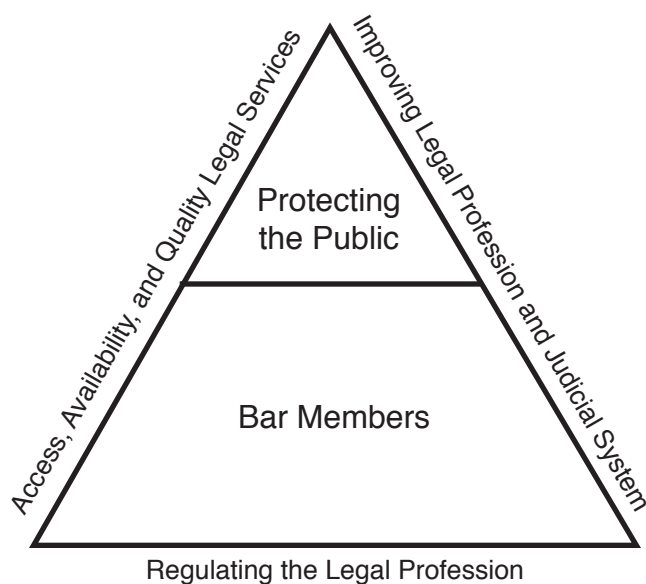 Access, Availability, and Quality Legal Services
Improving Legal Profession and Judicial System
Protecting
the Public
Bar Members
Regulating the Legal Profession